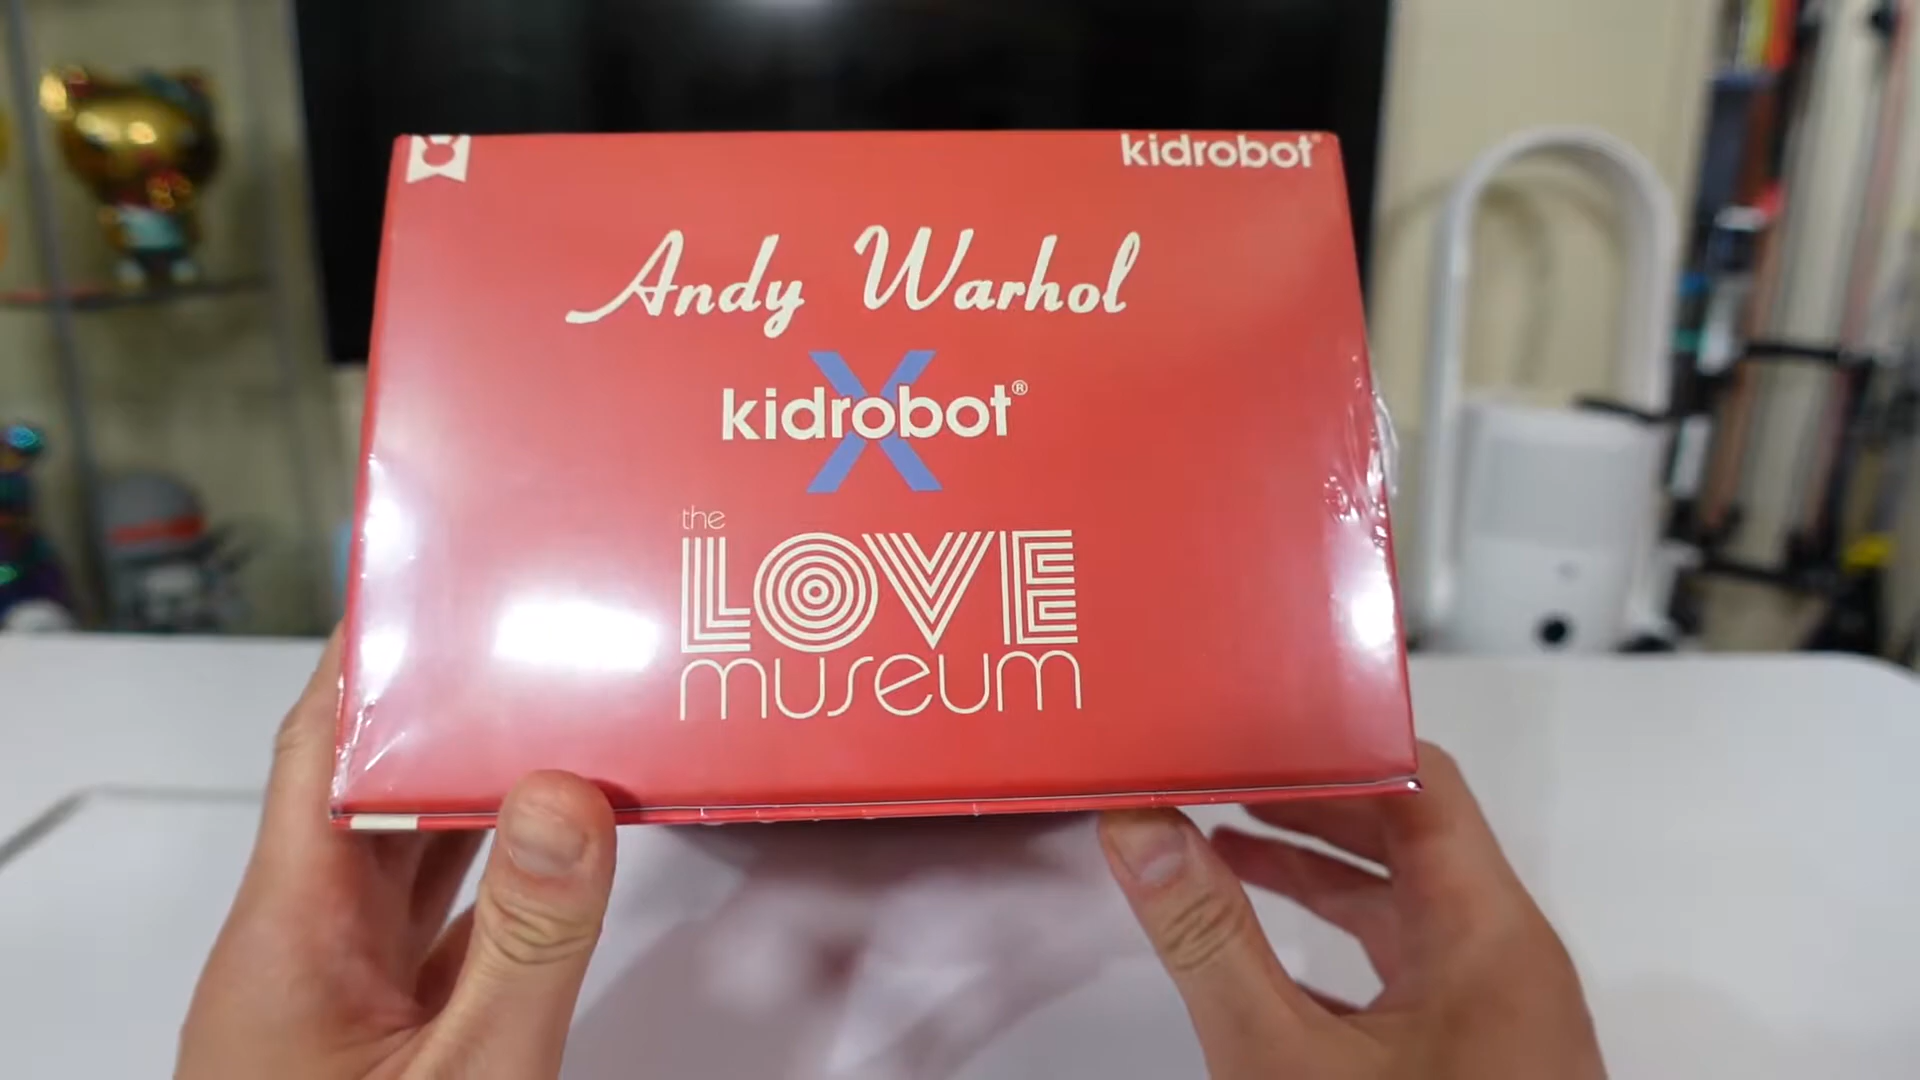 kidrobot®
Andy Warhol
X
kidrobot®
the
LOVE
museum